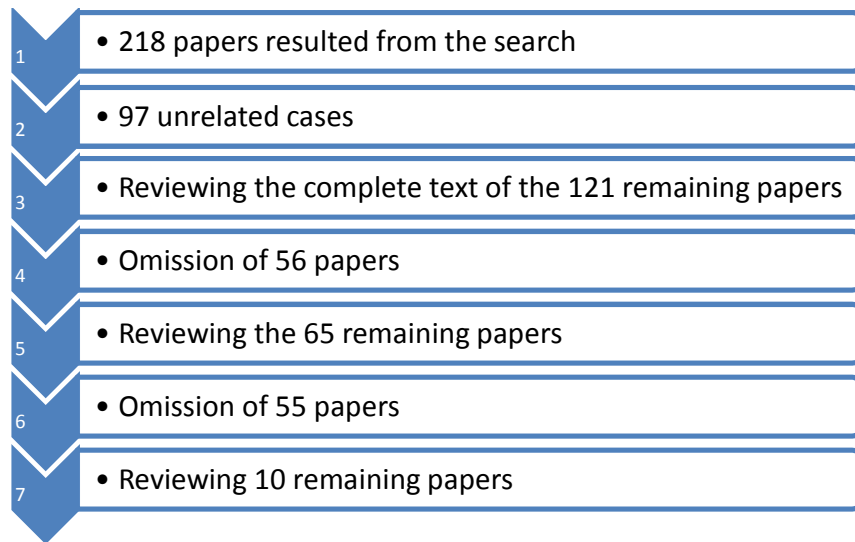 1
• 218 papers resulted from the search
2
• 97 unrelated cases
3
• Reviewing the complete text of the 121 remaining papers
4
• Omission of 56 papers
5
• Reviewing the 65 remaining papers
6
• Omission of 55 papers
7
• Reviewing 10 remaining papers